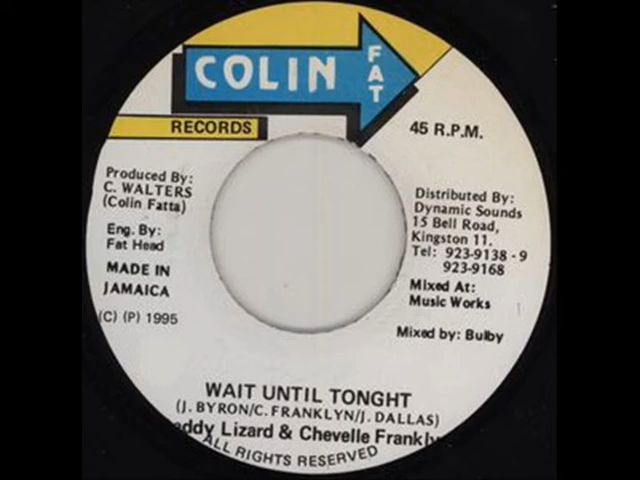 COLIN FAT
RECORDS
45 R.P.M.
Produced By:
C. WALTERS
(Colin Fatta)
Eng. By:
Fat Head
MADE IN
JAMAICA
(C) (P) 1995
Distributed By:
Dynamic Sounds
15 Bell Road,
Kingston 11.
Tel: 923-9138 - 9
923-9168
Mixed At:
Music Works
Mixed by: Bulby
WAIT UNTIL TONGHT
(J. BYRON/C. FRANKLYN/J. DALLAS)
addy Lizard & Chevelle Frankly
ALL RIGHTS RESERVED